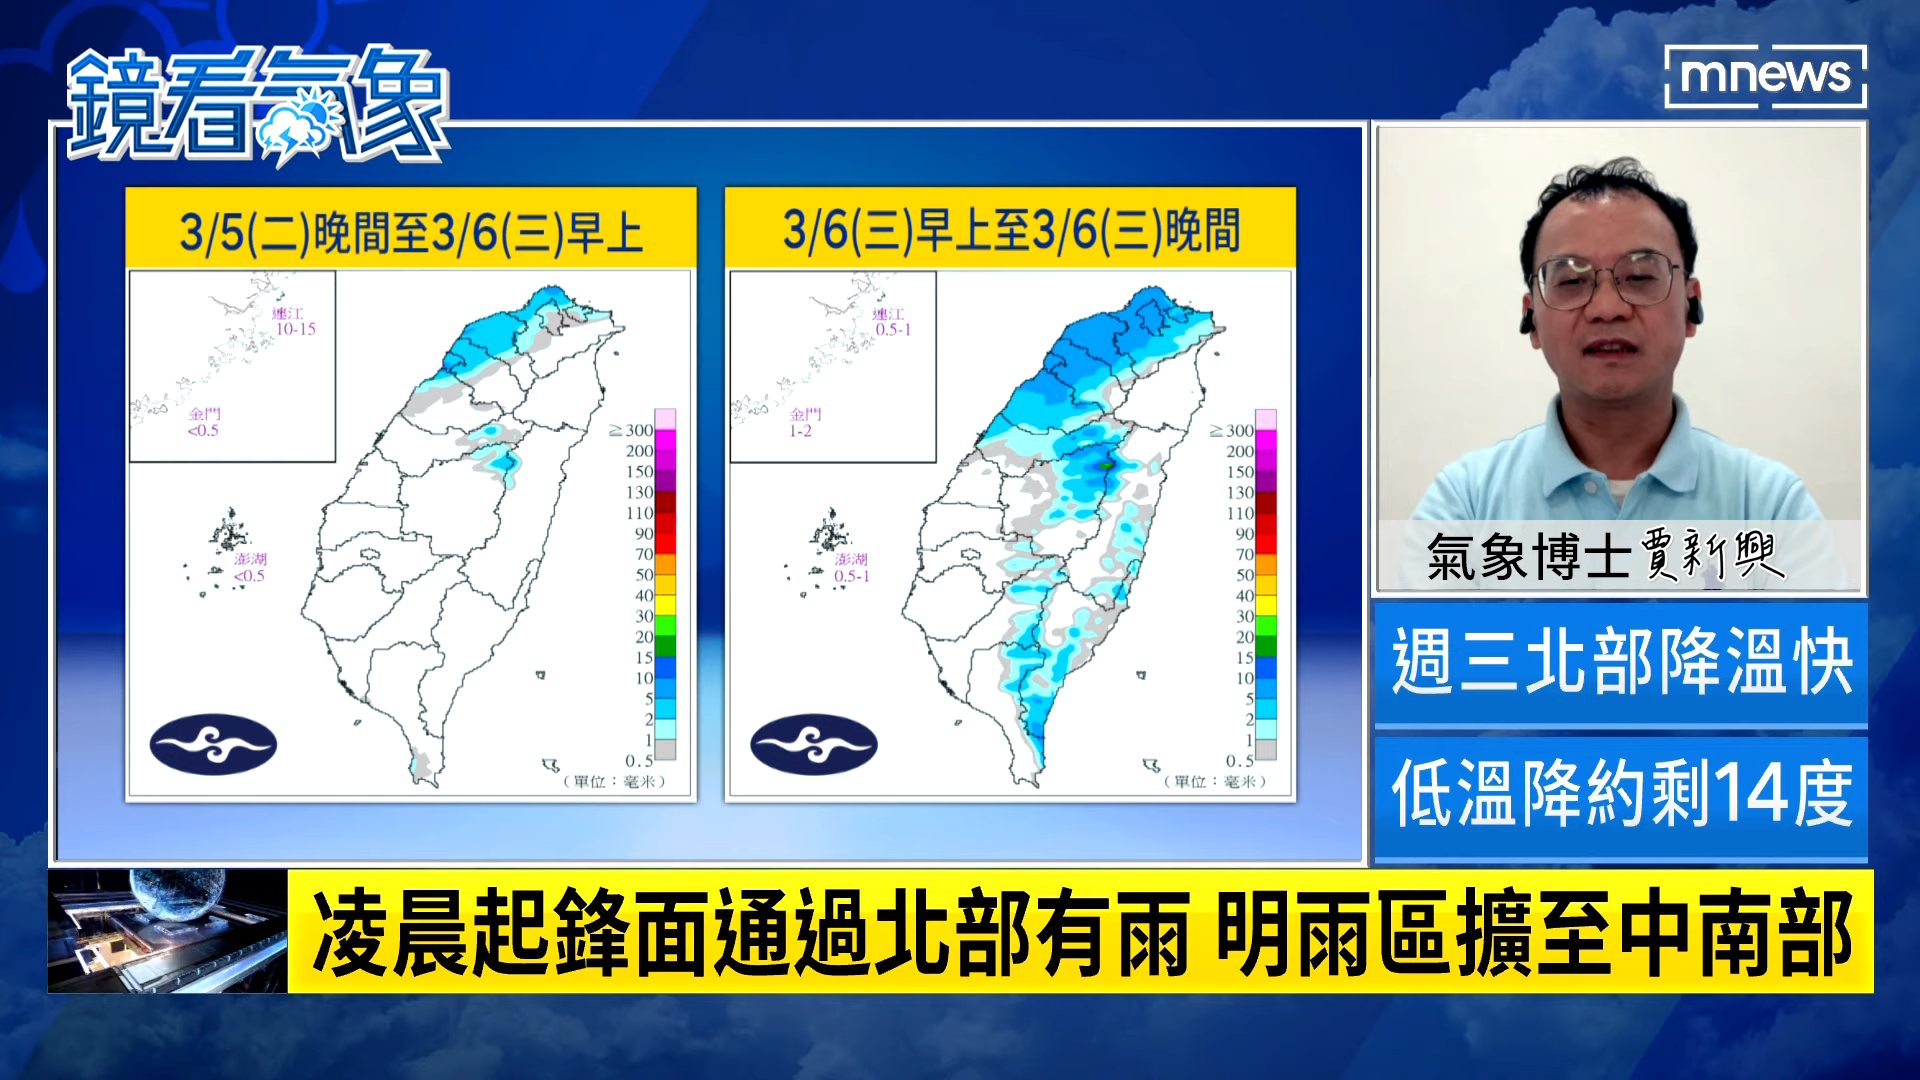 鏡看氣象
mnews
3/5(二)晚間至3/6(三)早上
連江
10-15
金門
<0.5
澎湖
<0.5
≧300
200
150
130
110
90
70
50
40
30
20
15
10
5
2
1
0.5
(單位:毫米)
3/6(三)早上至3/6(三)晚間
連江
0.5-1
金門
1-2
澎湖
0.5-1
≧300
200
150
130
110
90
70
50
40
30
20
15
10
5
2
1
0.5
(單位:毫米)
氣象博士賈新興
週三北部降溫快
低溫降約剩14度
凌晨起鋒面通過北部有雨 明雨區擴至中南部